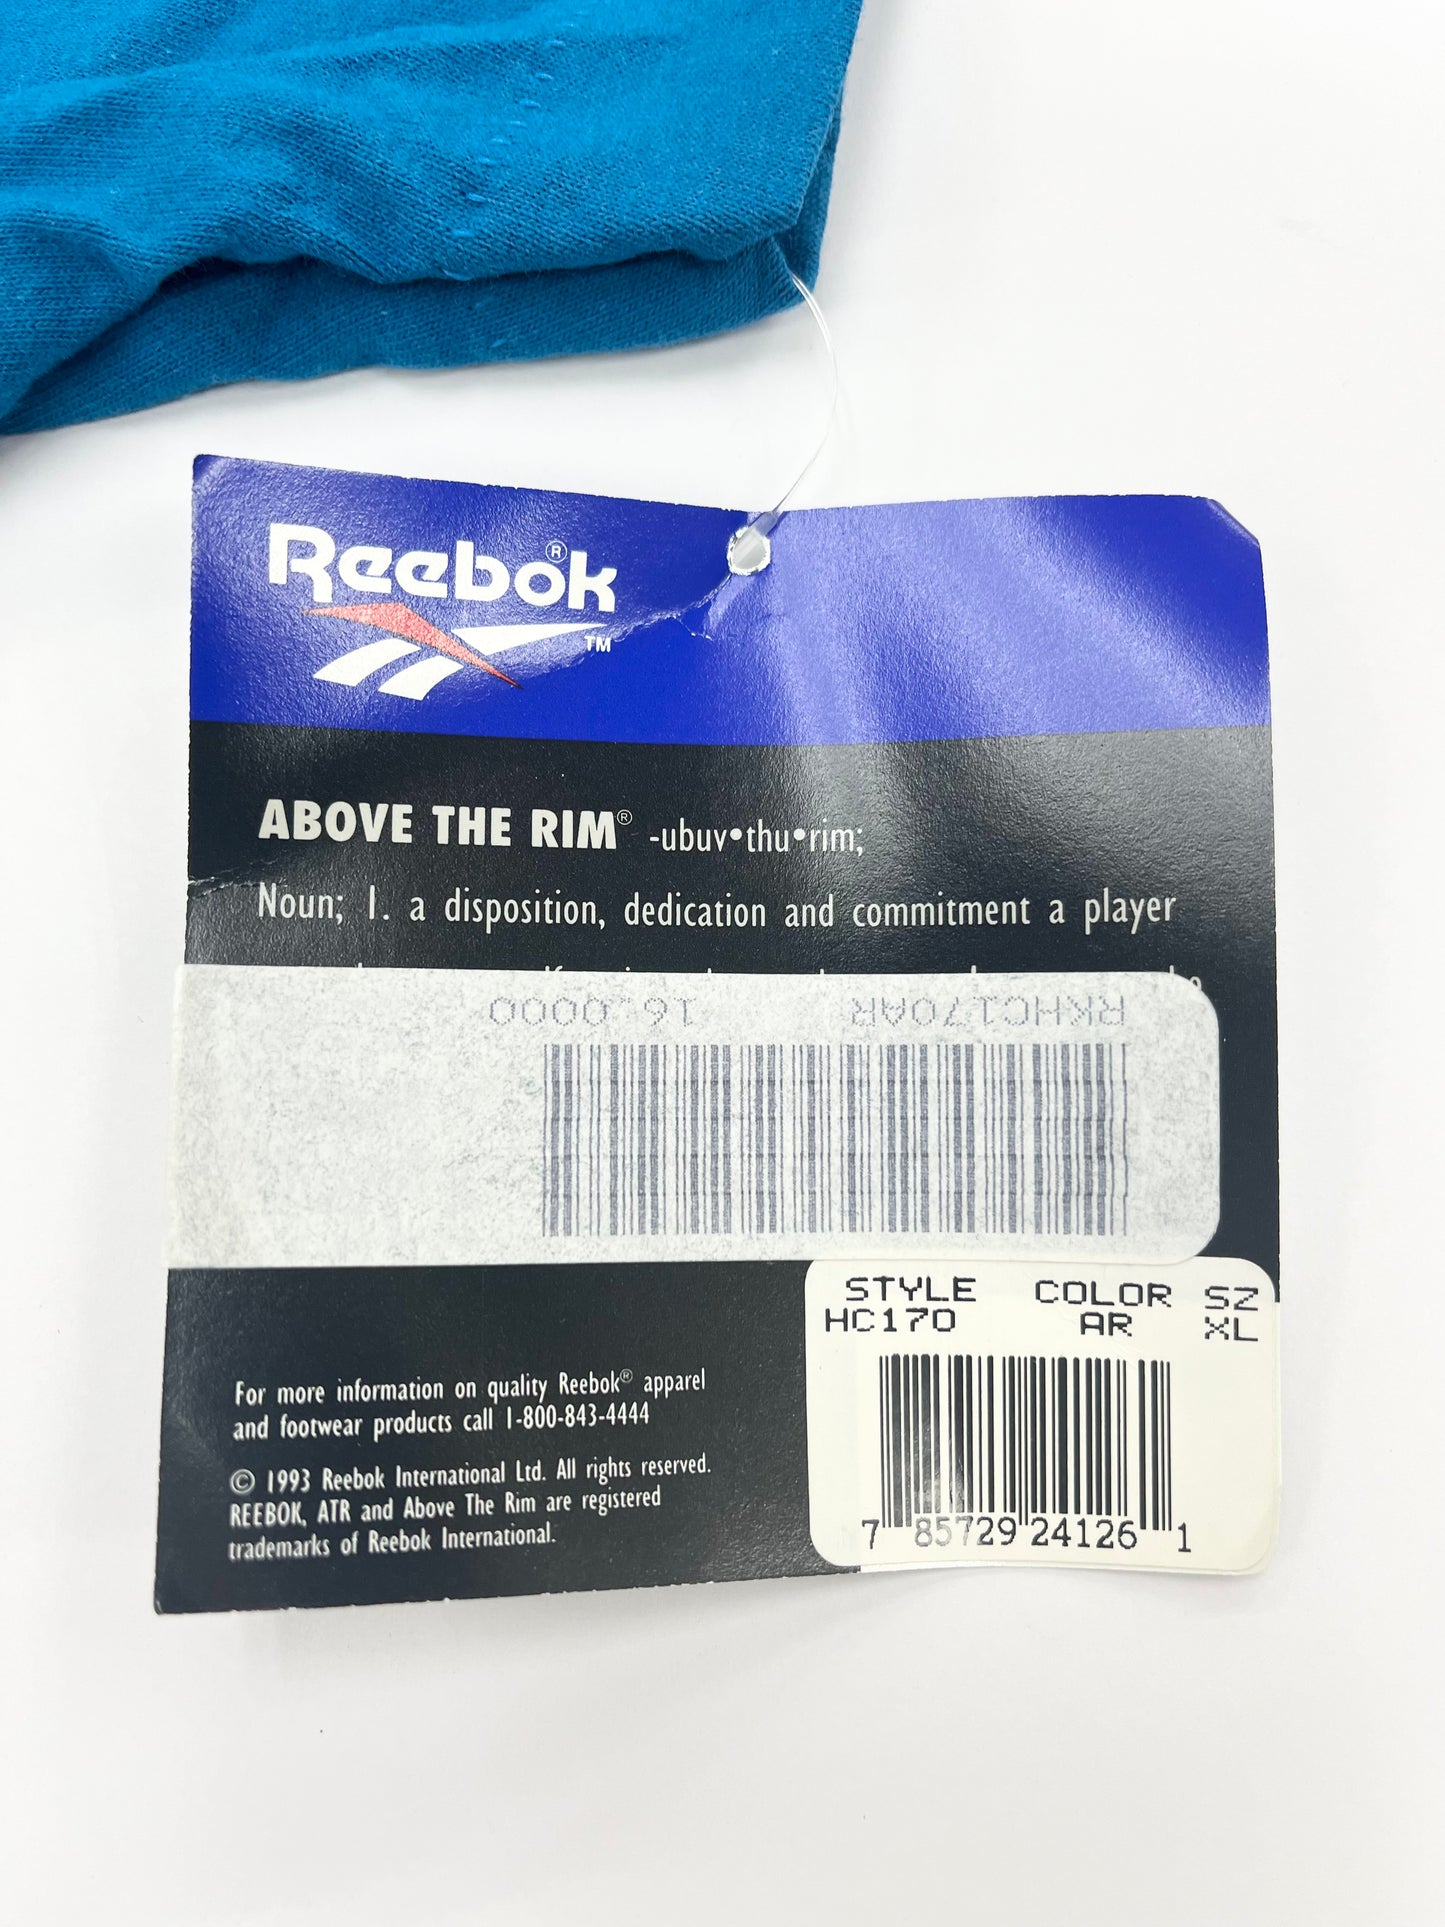 Reebok®
TM
ABOVE THE RIM® -ubuv•thu•rim;
Noun; 1. a disposition, dedication and commitment a player
RKHC170AR 16.0000
STYLE COLOR SZ
HC170 AR XL
7 85729 24126 1
For more information on quality Reebok® apparel
and footwear products call 1-800-843-4444
© 1993 Reebok International Ltd. All rights reserved.
REEBOK, ATR and Above The Rim are registered
trademarks of Reebok International.